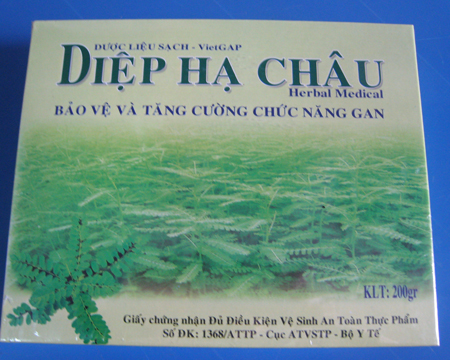 DƯỢC LIỆU SẠCH - VietGAP
DIỆP HẠ CHÂU
Herbal Medical
BẢO VỆ VÀ TĂNG CƯỜNG CHỨC NĂNG GAN
KLT: 200gr
Giấy chứng nhận Đủ Điều Kiện Vệ Sinh An Toàn Thực Phẩm
Số ĐK: 1368/ATTP - Cục ATVSTP - Bộ Y Tế